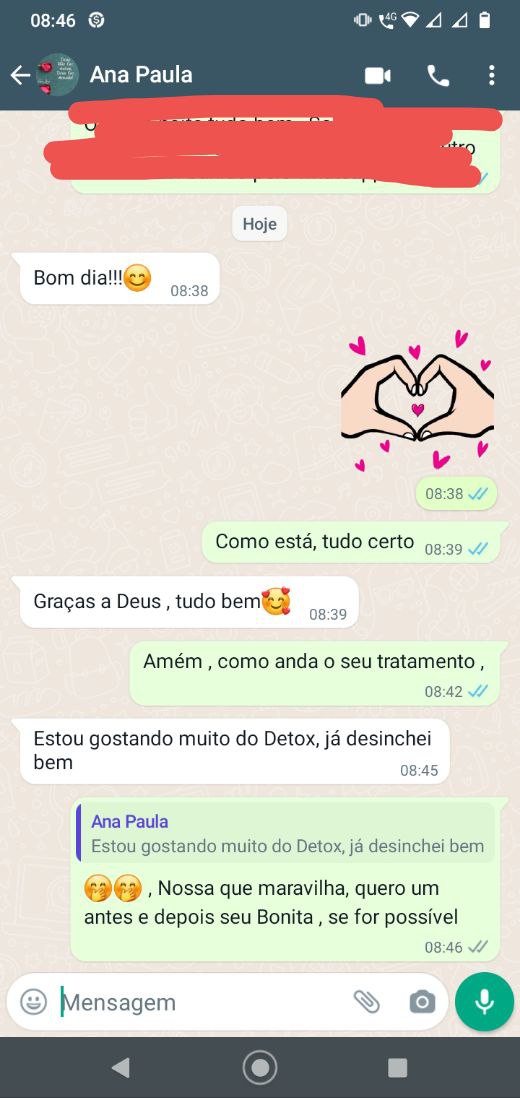 08:46
4G
Ana Paula
tudo bem
Hoje
Bom dia!!!😊
08:38
08:38
Como está, tudo certo
08:39
Graças a Deus , tudo bem🥰
08:39
Amém , como anda o seu tratamento ,
08:42
Estou gostando muito do Detox, já desinchei
bem
08:45
Ana Paula
Estou gostando muito do Detox, já desinchei bem
🤭🤭 , Nossa que maravilha, quero um
antes e depois seu Bonita , se for possível
08:46
Mensagem